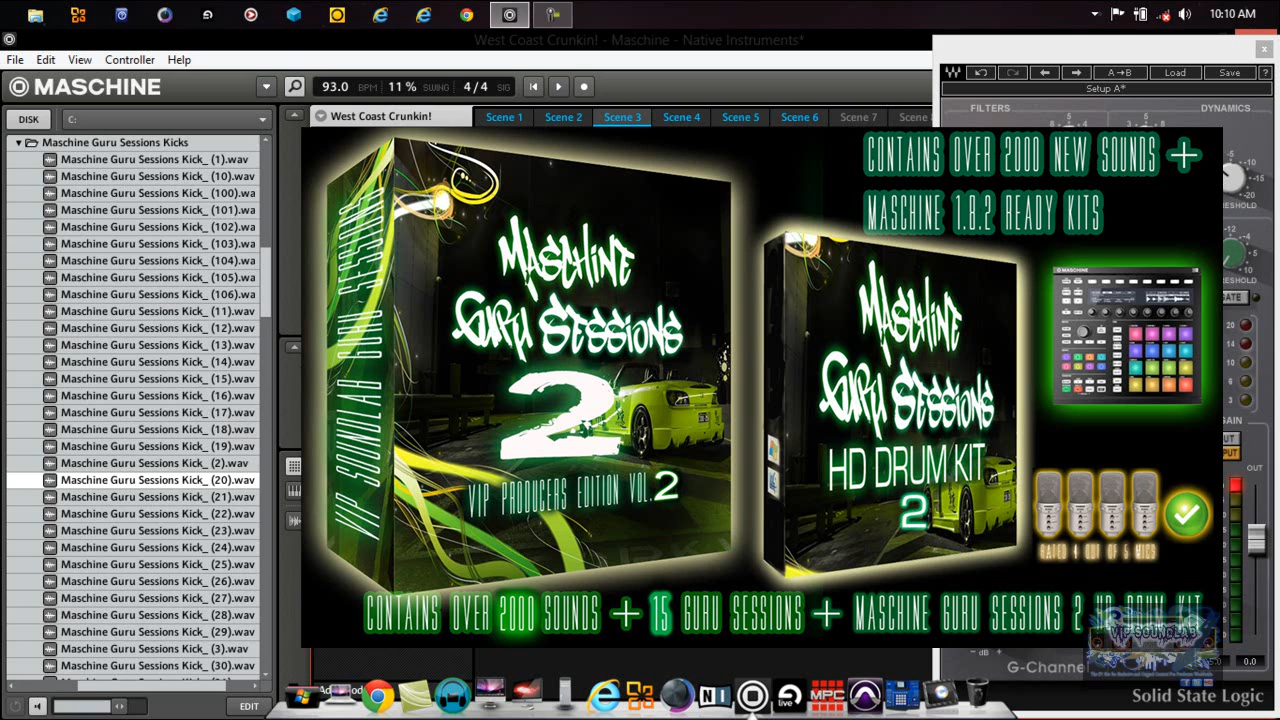 10:10 AM
West Coast Crunkin! - Maschine - Native Instruments*
File Edit View Controller Help
MASCHINE
93.0 BPM 11% SWING 4/4 SIG
A→B Load Save ?
Setup A*
FILTERS DYNAMICS
DISK C:
West Coast Crunkin! Scene 1 Scene 2 Scene 3 Scene 4 Scene 5 Scene 6 Scene 7
Maschine Guru Sessions Kicks
Maschine Guru Sessions Kick_ (1).wav
Maschine Guru Sessions Kick_ (10).wav
Maschine Guru Sessions Kick_ (100).wa
Maschine Guru Sessions Kick_ (101).wa
Maschine Guru Sessions Kick_ (102).wa
Maschine Guru Sessions Kick_ (103).wa
Maschine Guru Sessions Kick_ (104).wa
Maschine Guru Sessions Kick_ (105).wa
Maschine Guru Sessions Kick_ (106).wa
Maschine Guru Sessions Kick_ (11).wav
Maschine Guru Sessions Kick_ (12).wav
Maschine Guru Sessions Kick_ (13).wav
Maschine Guru Sessions Kick_ (14).wav
Maschine Guru Sessions Kick_ (15).wav
Maschine Guru Sessions Kick_ (16).wav
Maschine Guru Sessions Kick_ (17).wav
Maschine Guru Sessions Kick_ (18).wav
Maschine Guru Sessions Kick_ (19).wav
Maschine Guru Sessions Kick_ (2).wav
Maschine Guru Sessions Kick_ (20).wav
Maschine Guru Sessions Kick_ (21).wav
Maschine Guru Sessions Kick_ (22).wav
Maschine Guru Sessions Kick_ (23).wav
Maschine Guru Sessions Kick_ (24).wav
Maschine Guru Sessions Kick_ (25).wav
Maschine Guru Sessions Kick_ (26).wav
Maschine Guru Sessions Kick_ (27).wav
Maschine Guru Sessions Kick_ (28).wav
Maschine Guru Sessions Kick_ (29).wav
Maschine Guru Sessions Kick_ (3).wav
Maschine Guru Sessions Kick_ (30).wav
EDIT
CONTAINS OVER 2000 NEW SOUNDS +
MASCHINE 1.8.2 READY KITS
VIP SOUNDLAB GURU SESSIONS
MASCHINE
GURU SESSIONS
2
VIP PRODUCERS EDITION VOL.2
MASCHINE
GURU SESSIONS
HD DRUM KIT
2
MASCHINE
RATED 4 OUT OF 5 MICS
CONTAINS OVER 2000 SOUNDS + 15 GURU SESSIONS + MASCHINE GURU SESSIONS 2 HD DRUM KIT
VIP SOUNDLAB
OUT
20
14
9
6
3
- dB
0.0
G-Channel
Solid State Logic
NI
live
MPC